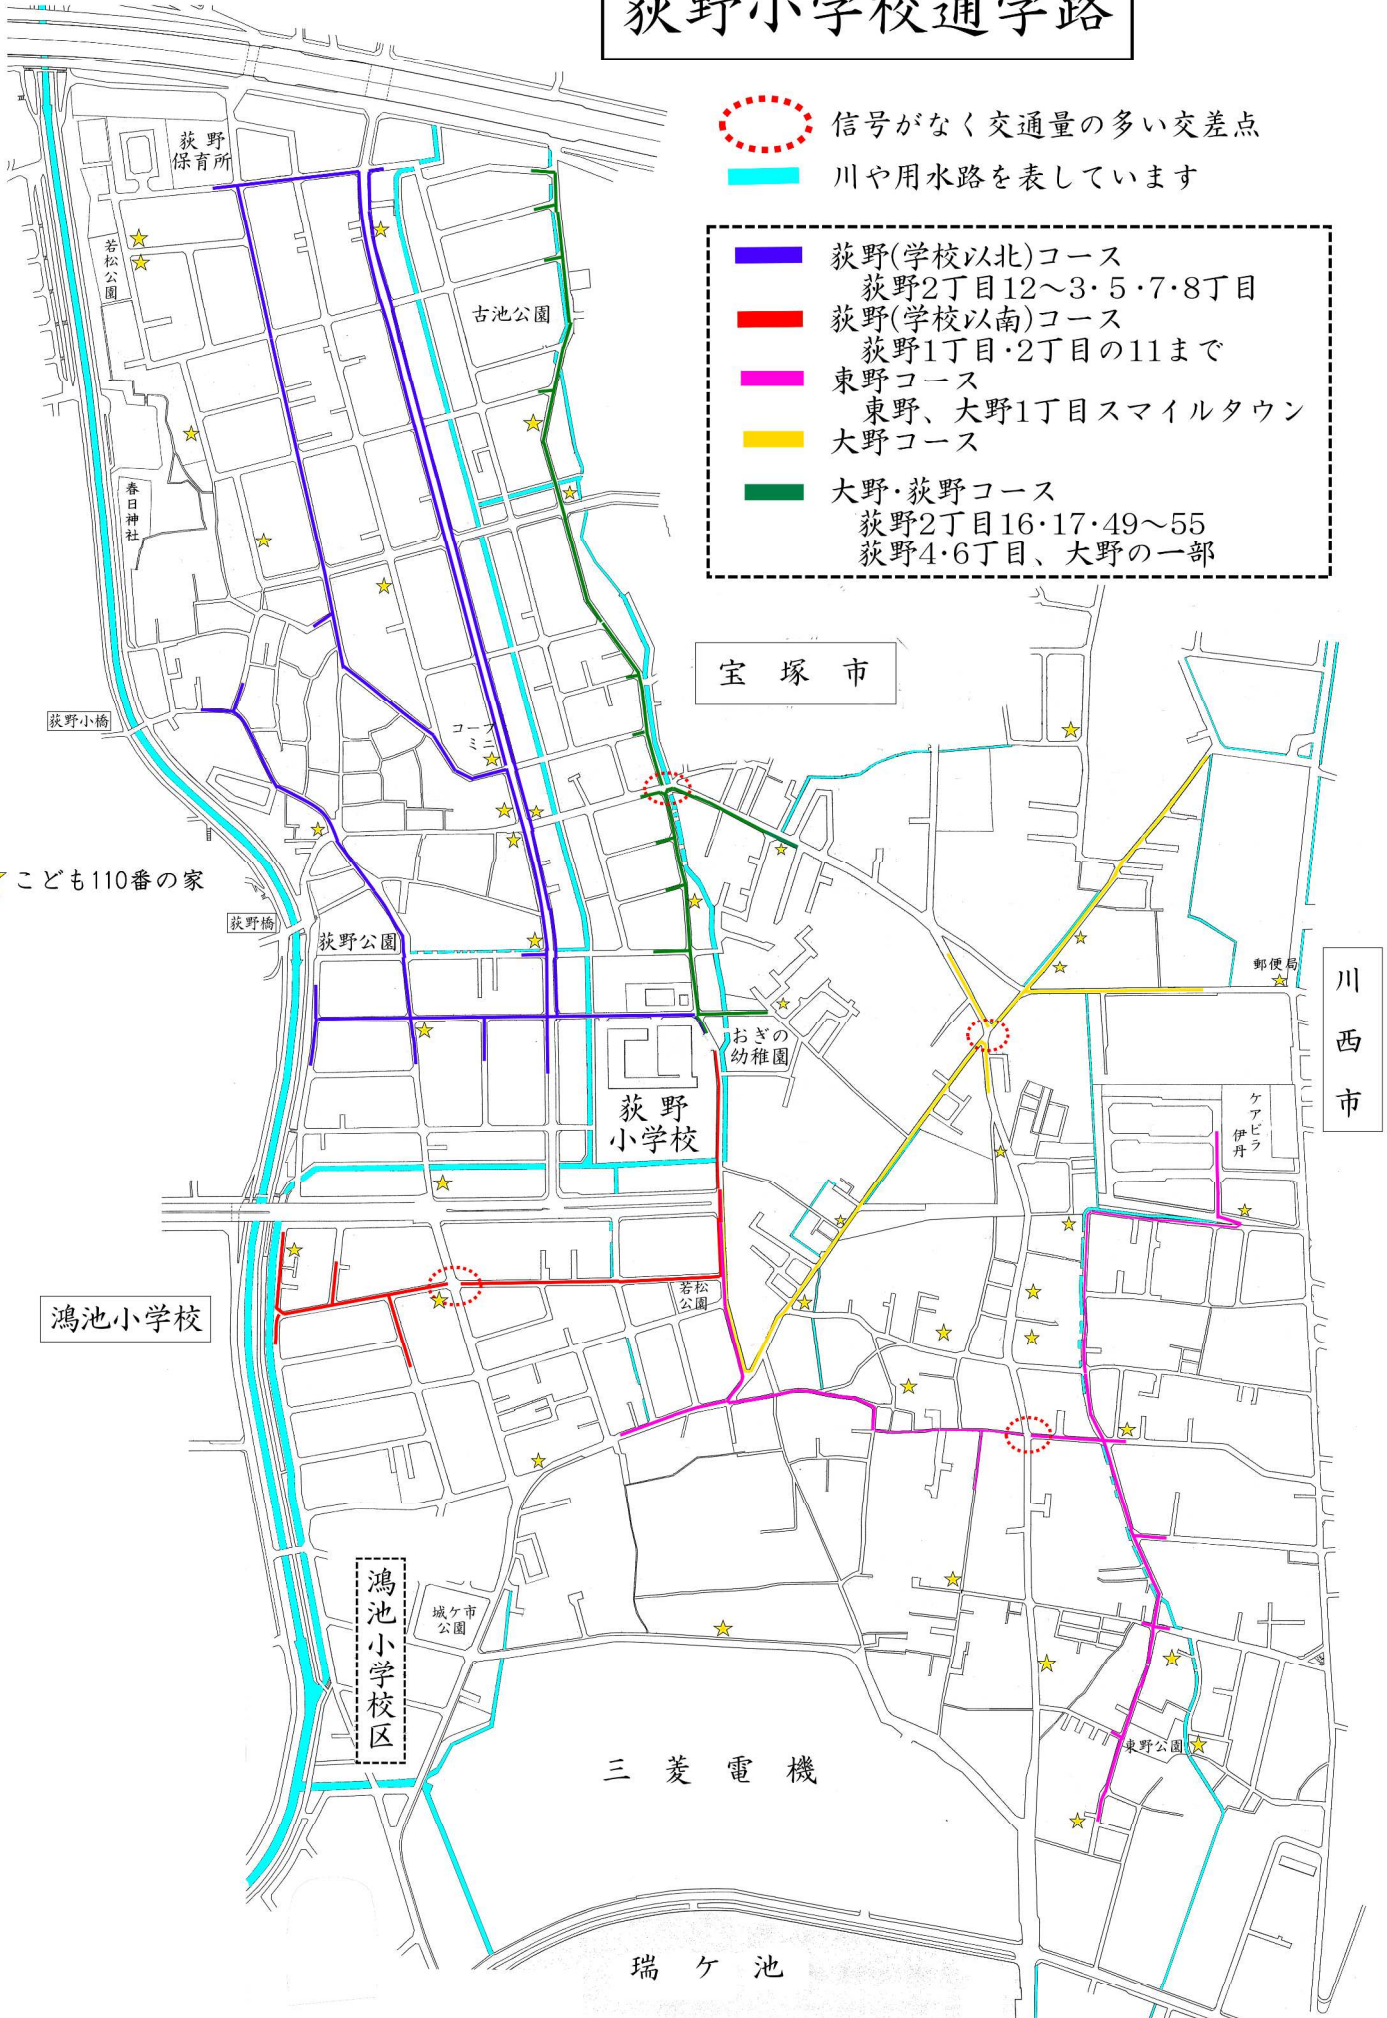 荻野小学校通学路
信号がなく交通量の多い交差点
川や用水路を表しています
荻野(学校以北)コース
荻野2丁目12～3・5・7・8丁目
荻野(学校以南)コース
荻野1丁目・2丁目の11まで
東野コース
東野、大野1丁目スマイルタウン
大野コース
大野・荻野コース
荻野2丁目16・17・49～55
荻野4・6丁目、大野の一部
荻野
保育所
若松公園
古池公園
春日神社
宝塚市
荻野小橋
コープ
ミニ
こども110番の家
荻野橋
荻野公園
郵便局
川西市
おぎの
幼稚園
荻野
小学校
ケアビラ
伊丹
鴻池小学校
若松
公園
鴻池小学校区
城ケ市
公園
東野公園
三菱電機
瑞ケ池